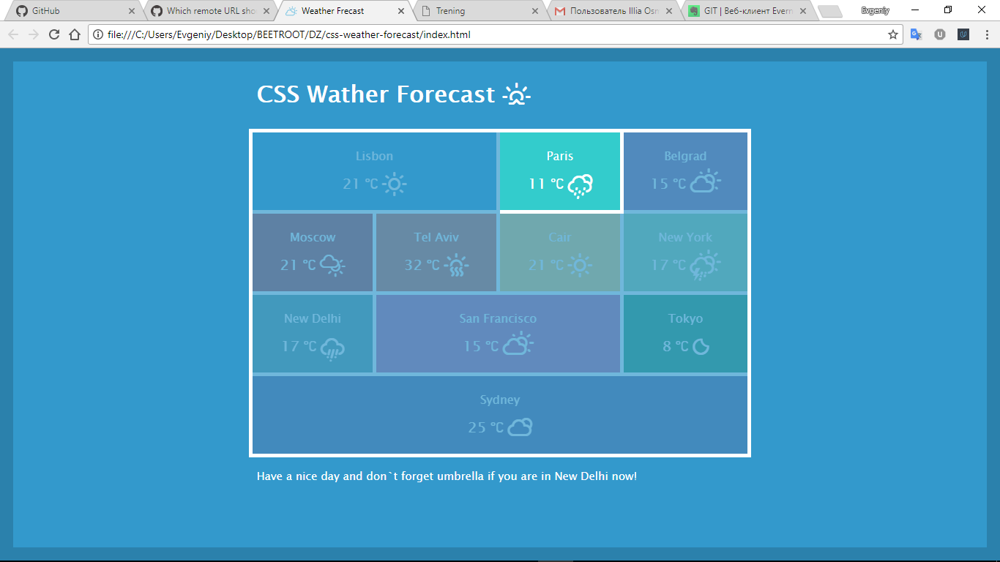 GitHub
Which remote URL sho
Weather Frecast
Trening
Пользователь Illia Osm
GIT | Веб-клиент Evern
Evgeniy
file:///C:/Users/Evgeniy/Desktop/BEETROOT/DZ/css-weather-forecast/index.html
CSS Wather Forecast
Lisbon
21 °C
Paris
11 °C
Belgrad
15 °C
Moscow
21 °C
Tel Aviv
32 °C
Cair
21 °C
New York
17 °C
New Delhi
17 °C
San Francisco
15 °C
Tokyo
8 °C
Sydney
25 °C
Have a nice day and don`t forget umbrella if you are in New Delhi now!